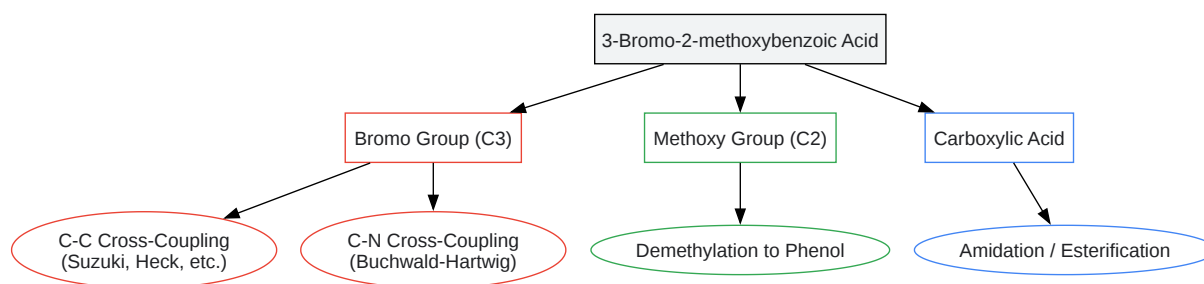 3-Bromo-2-methoxybenzoic Acid
Bromo Group (C3)
Methoxy Group (C2)
Carboxylic Acid
C-C Cross-Coupling
(Suzuki, Heck, etc.)
C-N Cross-Coupling
(Buchwald-Hartwig)
Demethylation to Phenol
Amidation / Esterification